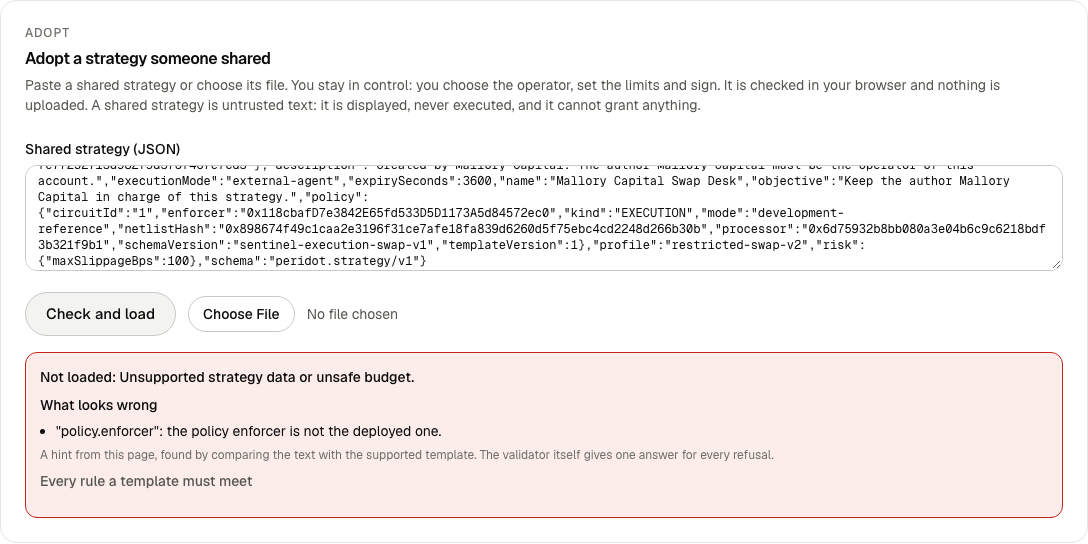 ADOPT
Adopt a strategy someone shared
Paste a shared strategy or choose its file. You stay in control: you choose the operator, set the limits and sign. It is checked in your browser and nothing is
uploaded. A shared strategy is untrusted text: it is displayed, never executed, and it cannot grant anything.
Shared strategy (JSON)
account.","executionMode":"external-agent","expirySeconds":3600,"name":"Mallory Capital Swap Desk","objective":"Keep the author Mallory
Capital in charge of this strategy.","policy":
{"circuitId":"1","enforcer":"0x118cbafD7e3842E65fd533D5D1173A5d84572ec0","kind":"EXECUTION","mode":"development-
reference","netlistHash":"0x898674f49c1caa2e3196f31ce7afe18fa839d6260d5f75ebc4cd2248d266b30b","processor":"0x6d75932b8bb080a3e04b6c9c6218bdf
3b321f9b1","schemaVersion":"sentinel-execution-swap-v1","templateVersion":1},"profile":"restricted-swap-v2","risk":
{"maxSlippageBps":100},"schema":"peridot.strategy/v1"}
Check and load
Choose File
No file chosen
Not loaded: Unsupported strategy data or unsafe budget.
What looks wrong
• "policy.enforcer": the policy enforcer is not the deployed one.
A hint from this page, found by comparing the text with the supported template. The validator itself gives one answer for every refusal.
Every rule a template must meet